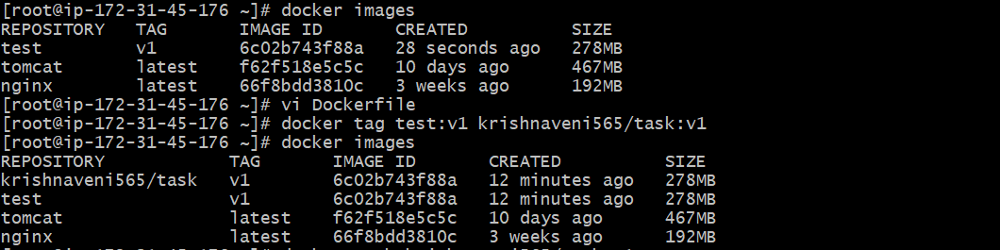 [root@ip-172-31-45-176 ~]# docker images
REPOSITORY TAG IMAGE ID CREATED SIZE
test v1 6c02b743f88a 28 seconds ago 278MB
tomcat latest f62f518e5c5c 10 days ago 467MB
nginx latest 66f8bdd3810c 3 weeks ago 192MB
[root@ip-172-31-45-176 ~]# vi Dockerfile
[root@ip-172-31-45-176 ~]# docker tag test:v1 krishnaveni565/task:v1
[root@ip-172-31-45-176 ~]# docker images
REPOSITORY TAG IMAGE ID CREATED SIZE
krishnaveni565/task v1 6c02b743f88a 12 minutes ago 278MB
test v1 6c02b743f88a 12 minutes ago 278MB
tomcat latest f62f518e5c5c 10 days ago 467MB
nginx latest 66f8bdd3810c 3 weeks ago 192MB